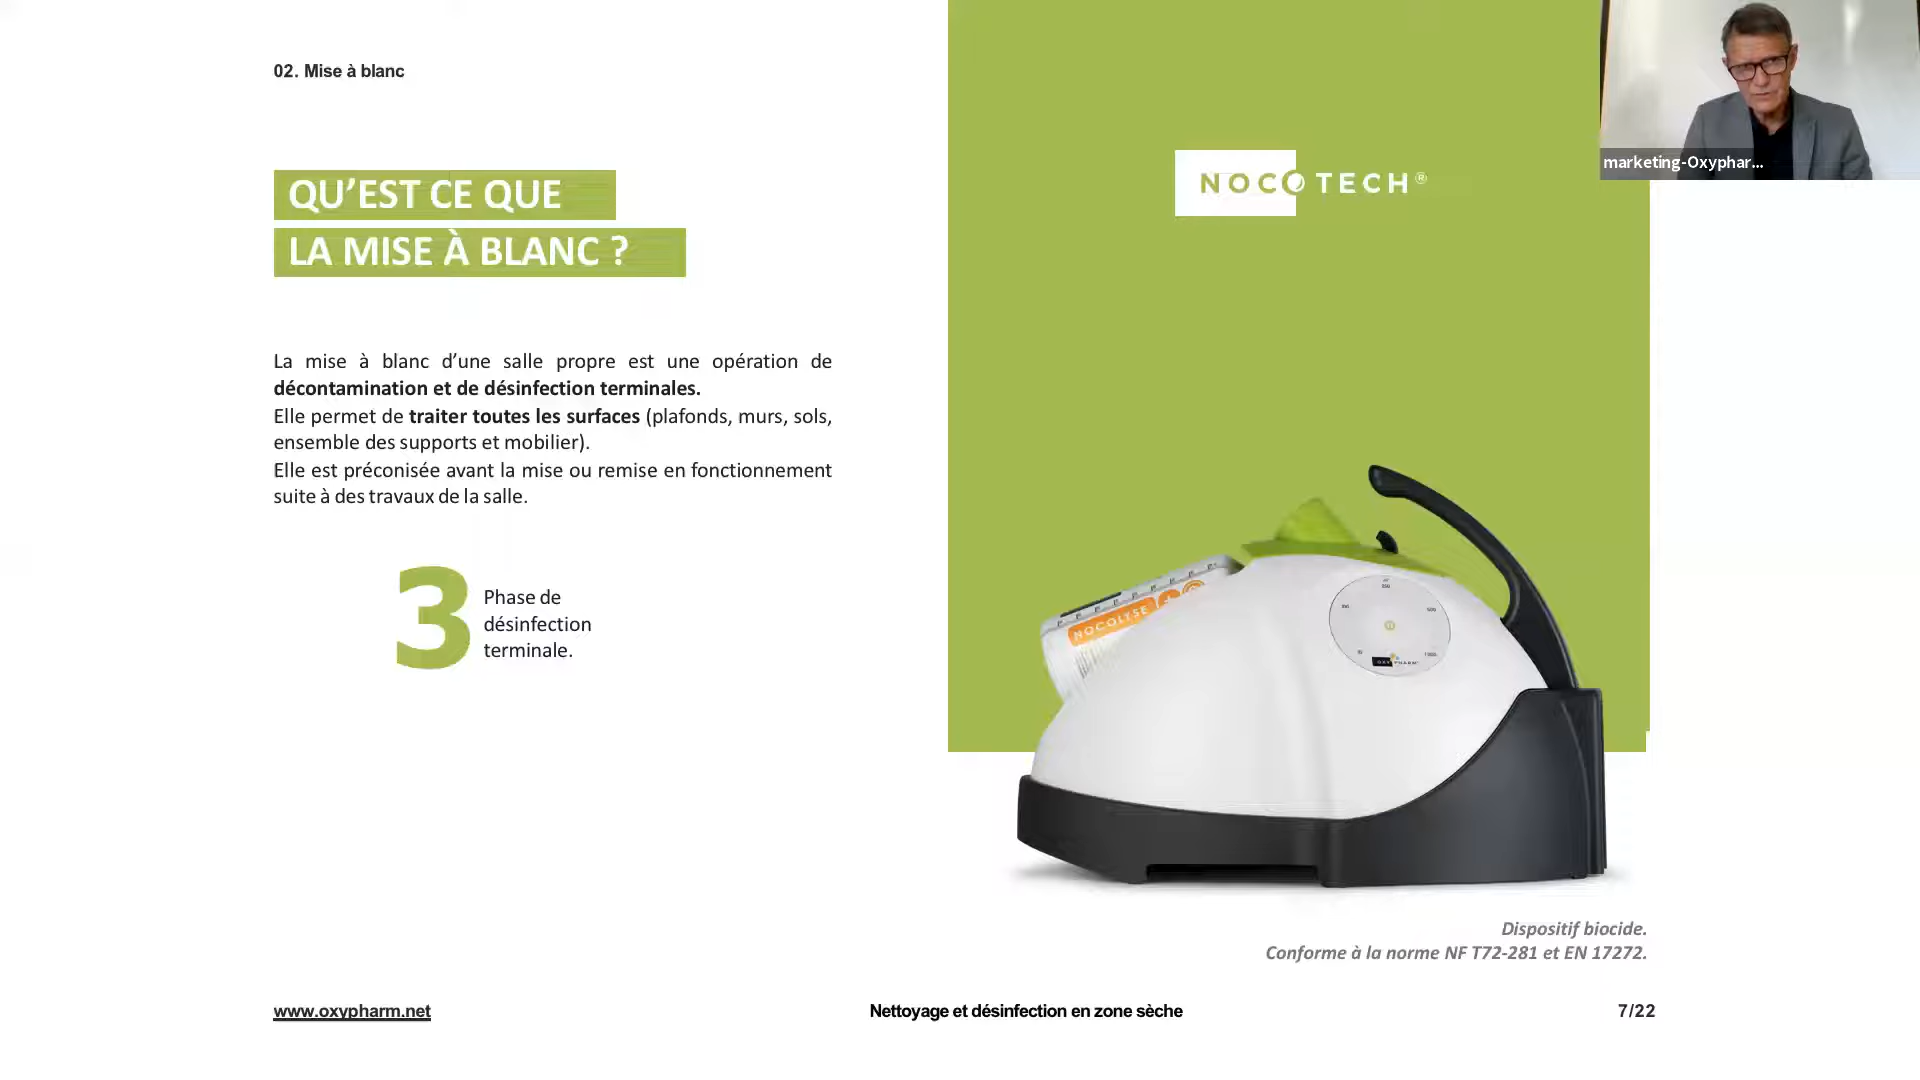 02. Mise à blanc
marketing-Oxyphar...
NOCOTECH®
QU’EST CE QUE
LA MISE À BLANC ?
La mise à blanc d’une salle propre est une opération de
décontamination et de désinfection terminales.
Elle permet de traiter toutes les surfaces (plafonds, murs, sols,
ensemble des supports et mobilier).
Elle est préconisée avant la mise ou remise en fonctionnement
suite à des travaux de la salle.
3
Phase de
désinfection
terminale.
NOCOLYSE
OXYPHARM
Dispositif biocide.
Conforme à la norme NF T72-281 et EN 17272.
www.oxypharm.net
Nettoyage et désinfection en zone sèche
7/22